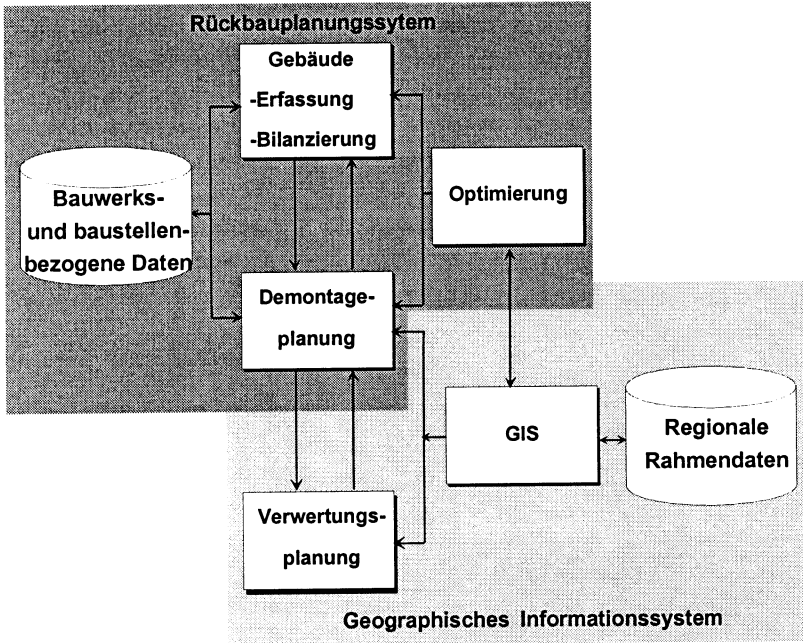 Rückbauplanungssytem
Gebäude
-Erfassung
-Bilanzierung
Optimierung
Bauwerks-
und baustellen-
bezogene Daten
Demontage-
planung
GIS
Regionale
Rahmendaten
Verwertungs-
planung
Geographisches Informationssystem